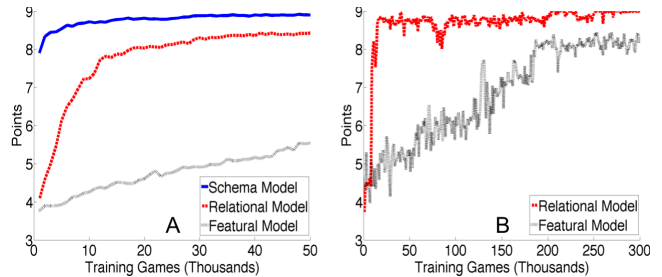 9
8
7
6
5
4
3
Points
0
10
20
30
40
50
Training Games (Thousands)
Schema Model
Relational Model
Featural Model
A
9
8
7
6
5
4
3
Points
0
50
100
150
200
250
300
Training Games (Thousands)
Relational Model
Featural Model
B